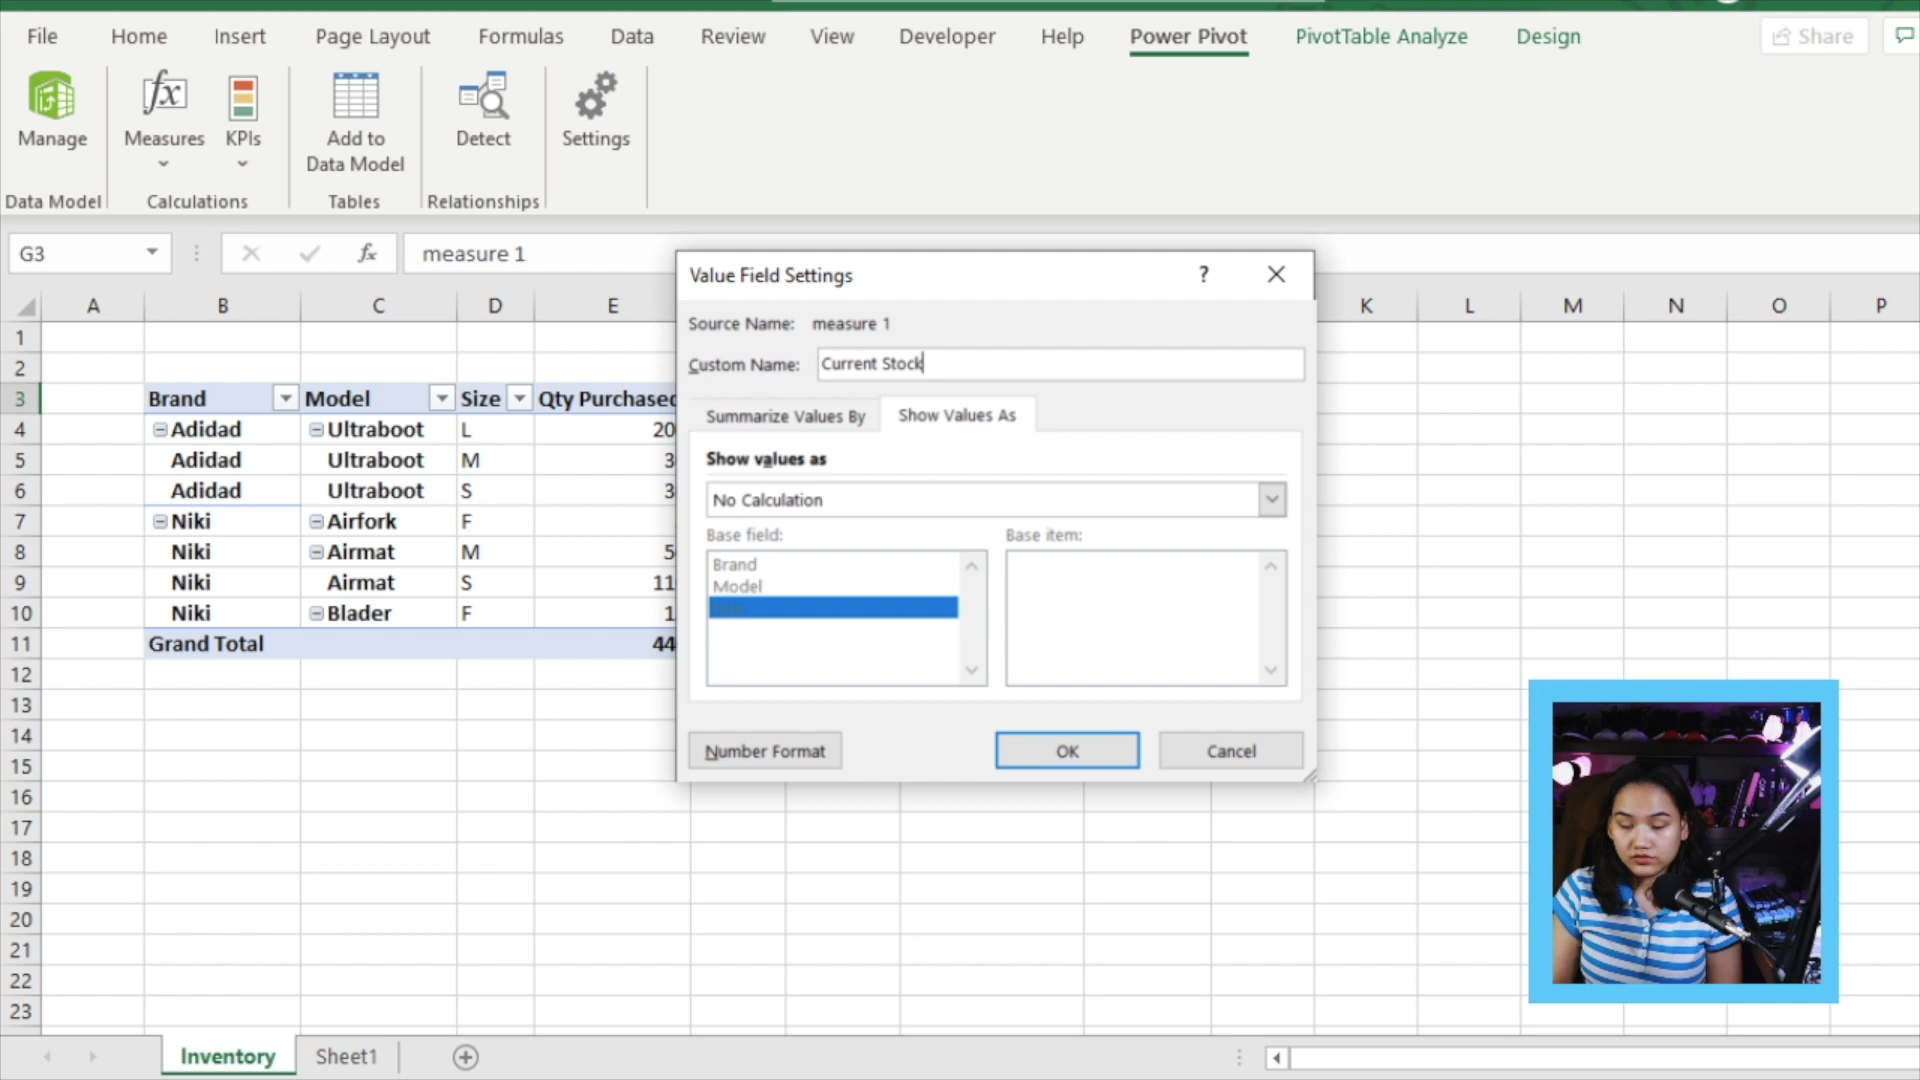 File Home Insert Page Layout Formulas Data Review View Developer Help Power Pivot PivotTable Analyze Design Share
Manage Measures KPIs Add to Data Model Detect Settings
Data Model Calculations Tables Relationships
G3 fx measure 1
A B C D E K L M N O P
1
2
3 Brand Model Size Qty Purchased
4 Adidad Ultraboot L 20
5 Adidad Ultraboot M 3
6 Adidad Ultraboot S 3
7 Niki Airfork F
8 Niki Airmat M 5
9 Niki Airmat S 11
10 Niki Blader F 1
11 Grand Total 44
12
13
14
15
16
17
18
19
20
21
22
23
Value Field Settings ?
Source Name: measure 1
Custom Name: Current Stock
Summarize Values By Show Values As
Show values as
No Calculation
Base field: Base item:
Brand
Model
Number Format OK Cancel
Inventory Sheet1